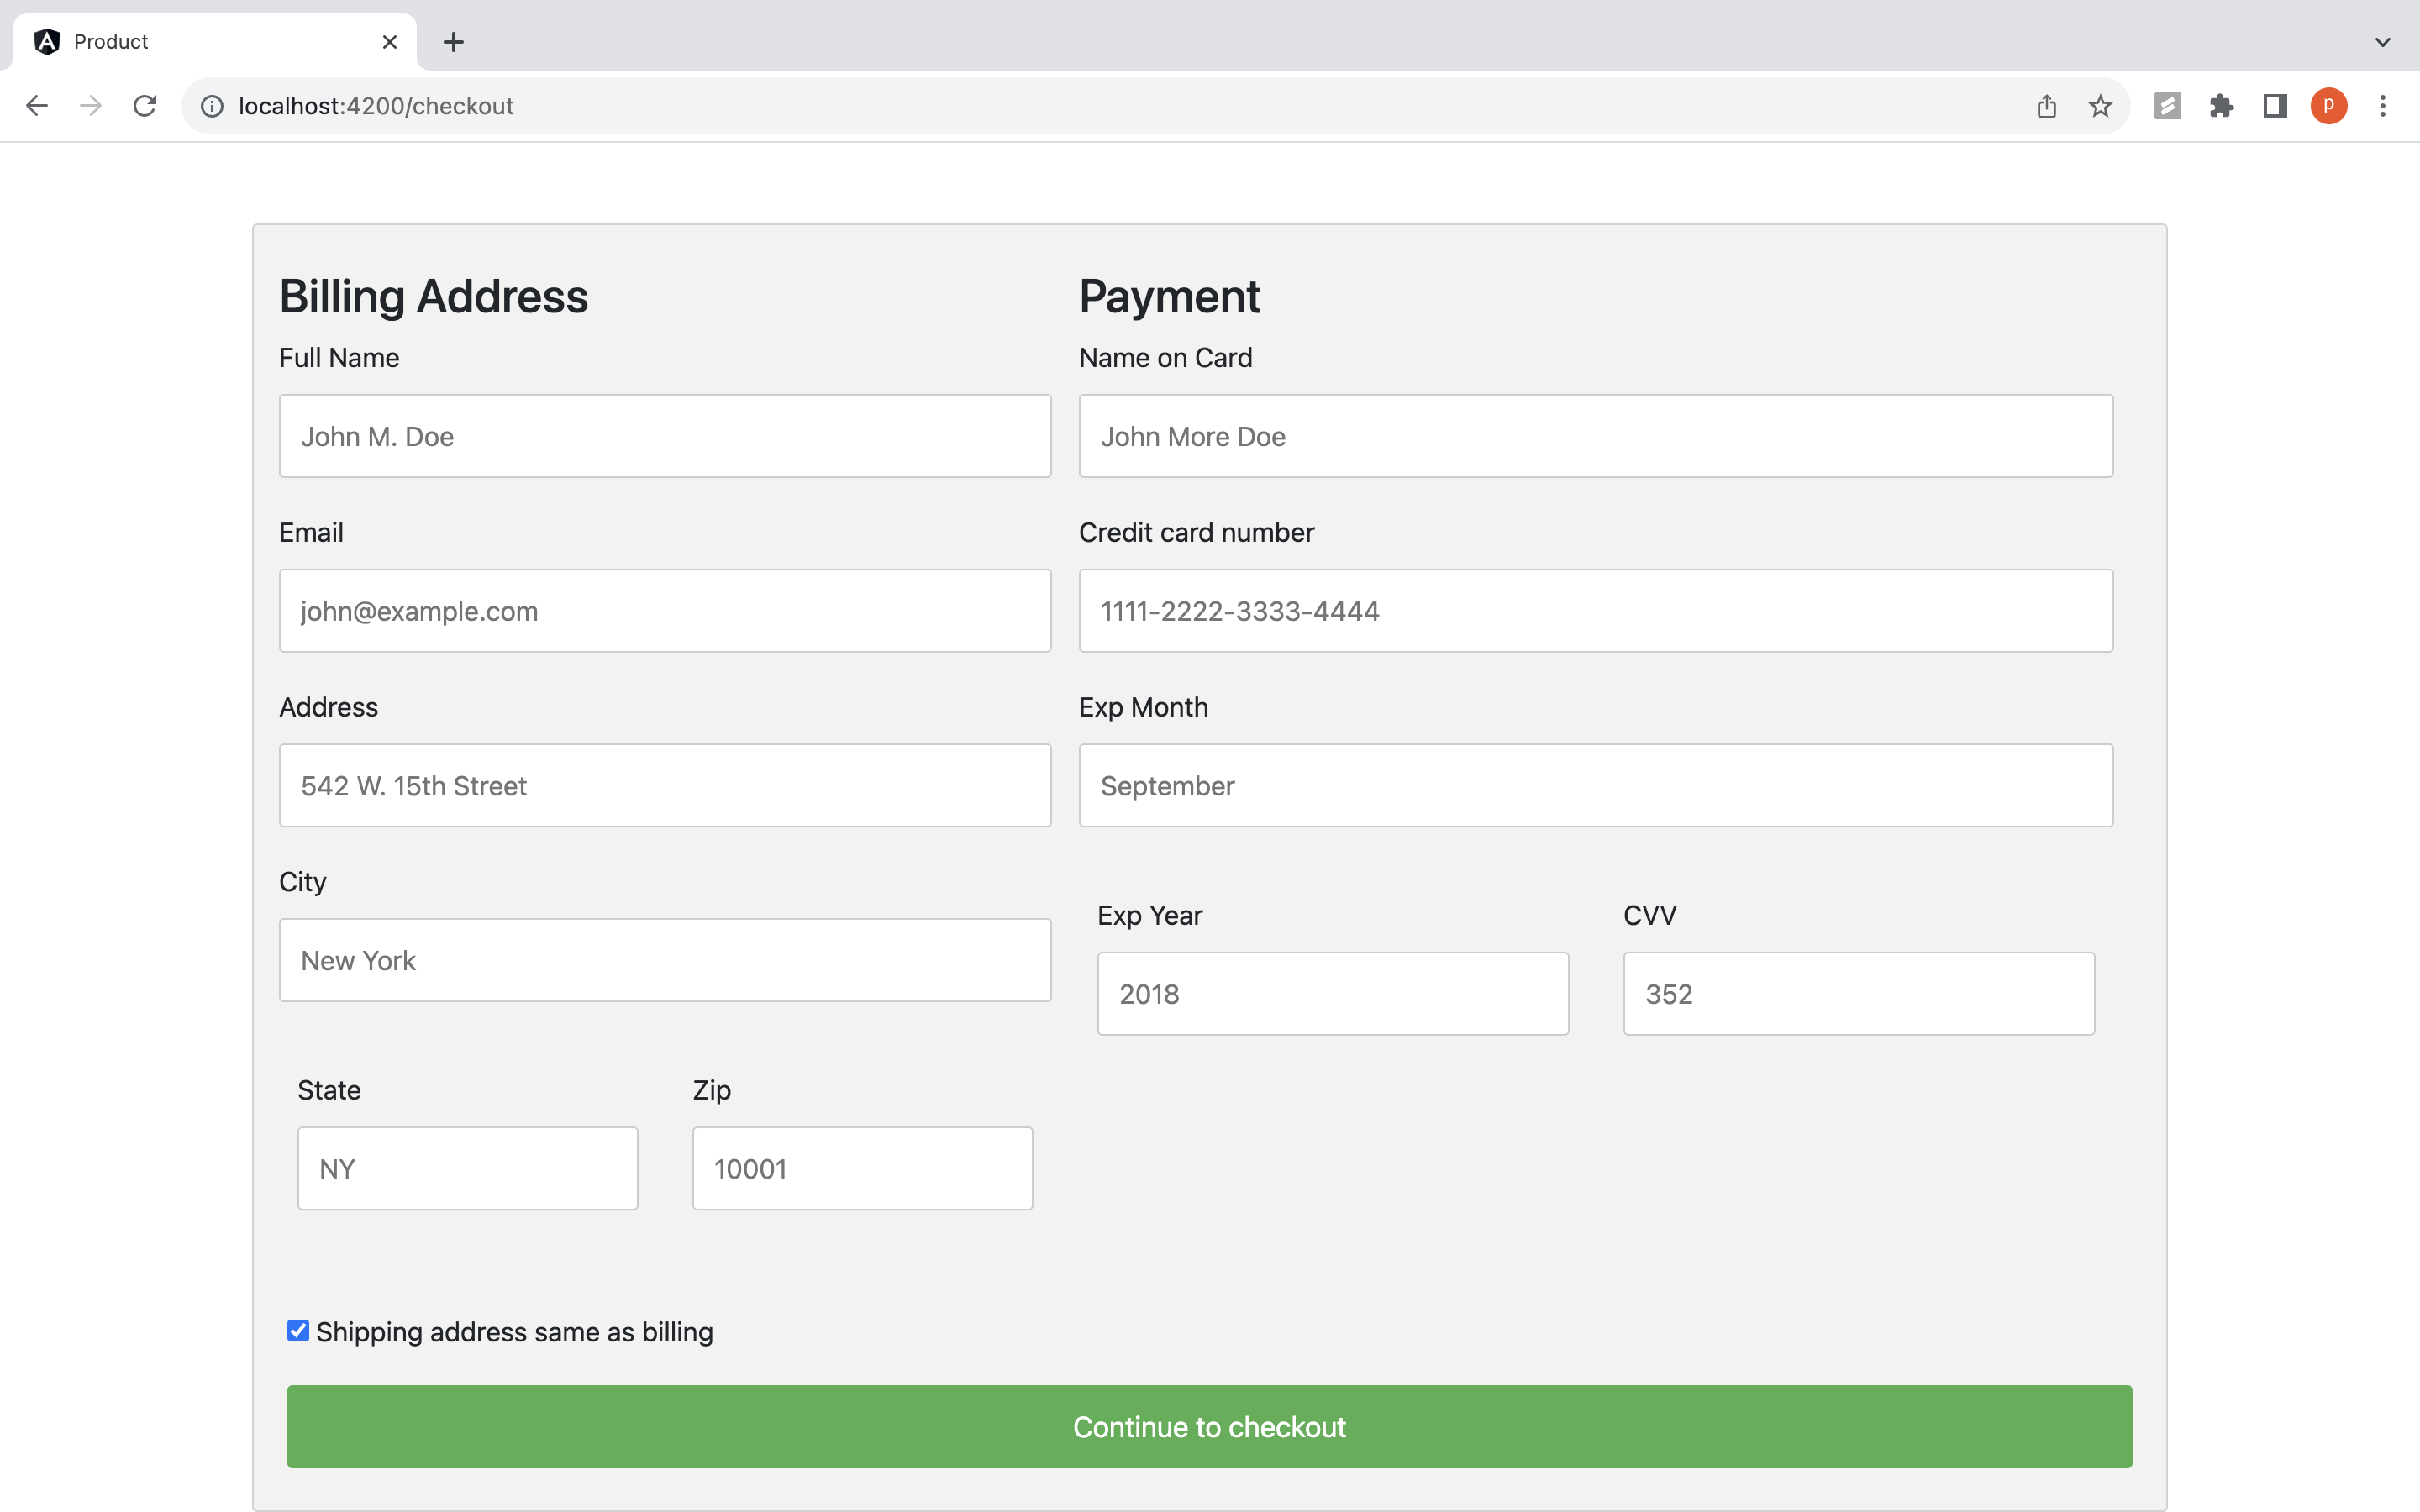 Product
localhost:4200/checkout
p
Billing Address
Full Name
John M. Doe
Email
john@example.com
Address
542 W. 15th Street
City
New York
State
NY
Zip
10001
Payment
Name on Card
John More Doe
Credit card number
1111-2222-3333-4444
Exp Month
September
Exp Year
2018
CVV
352
Shipping address same as billing
Continue to checkout